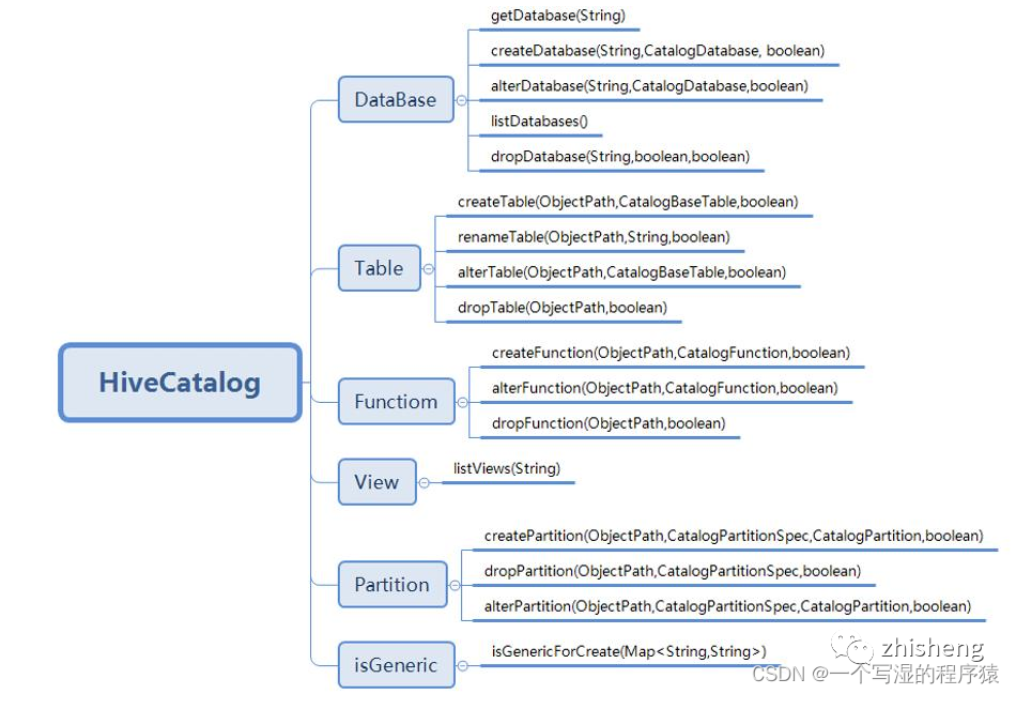 HiveCatalog
DataBase
getDatabase(String)
createDatabase(String,CatalogDatabase, boolean)
alterDatabase(String,CatalogDatabase,boolean)
listDatabases()
dropDatabase(String,boolean,boolean)
Table
createTable(ObjectPath,CatalogBaseTable,boolean)
renameTable(ObjectPath,String,boolean)
alterTable(ObjectPath,CatalogBaseTable,boolean)
dropTable(ObjectPath,boolean)
Functiom
createFunction(ObjectPath,CatalogFunction,boolean)
alterFunction(ObjectPath,CatalogFunction,boolean)
dropFunction(ObjectPath,boolean)
View
listViews(String)
Partition
createPartition(ObjectPath,CatalogPartitionSpec,CatalogPartition,boolean)
dropPartition(ObjectPath,CatalogPartitionSpec,boolean)
alterPartition(ObjectPath,CatalogPartitionSpec,CatalogPartition,boolean)
isGeneric
isGenericForCreate(Map<String,String>)
zhisheng
CSDN @一个写湿的程序猿